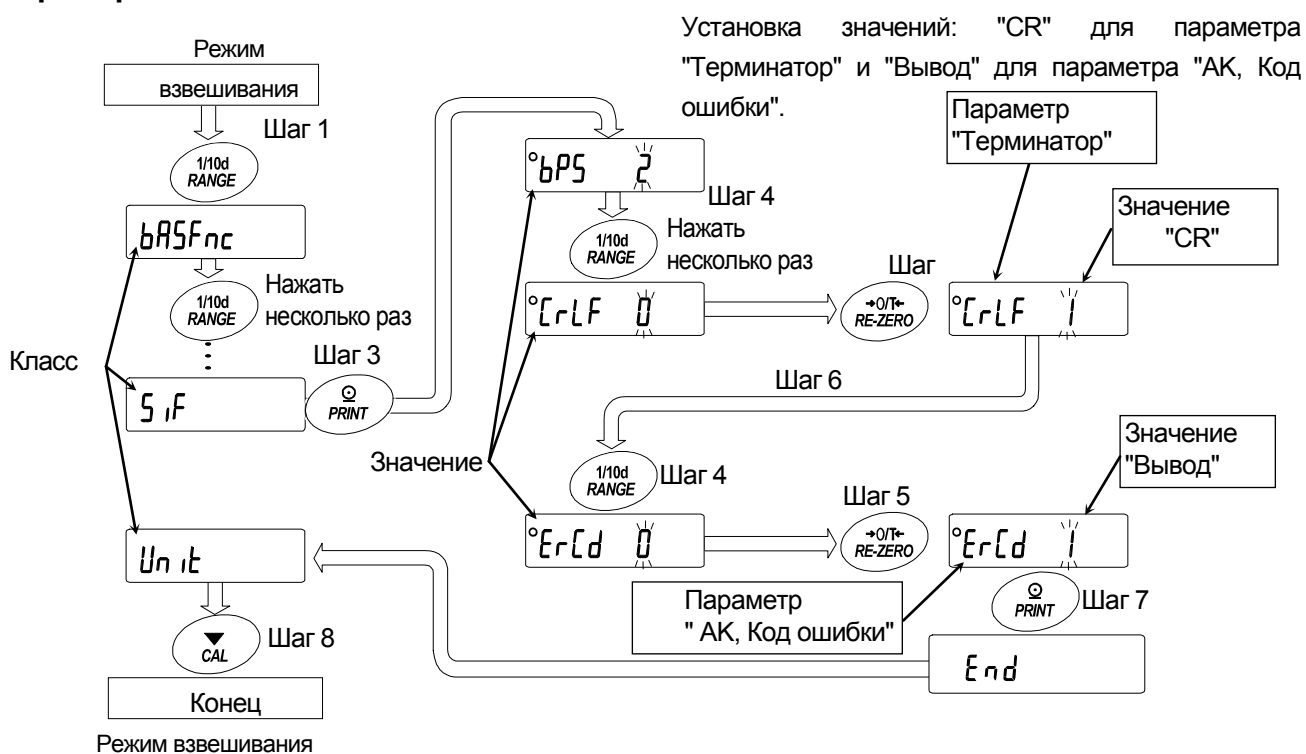 Установка значений: "CR" для параметра
"Терминатор" и "Вывод" для параметра "AK, Код
ошибки".
Режим
взвешивания
Шаг 1
1/10d
RANGE
bASFnc
1/10d
RANGE
Нажать
несколько раз
Класс
SiF
Шаг 3
PRINT
bPS 2
Шаг 4
1/10d
RANGE
Нажать
несколько раз
CrLF 0
Шаг
→0/T←
RE-ZERO
Параметр
"Терминатор"
Значение
"CR"
CrLF 1
Шаг 6
Значение
1/10d
RANGE
Шаг 4
ErCd 0
Шаг 5
→0/T←
RE-ZERO
Значение
"Вывод"
ErCd 1
Параметр
" AK, Код ошибки"
PRINT
Шаг 7
End
Unit
CAL
Шаг 8
Конец
Режим взвешивания